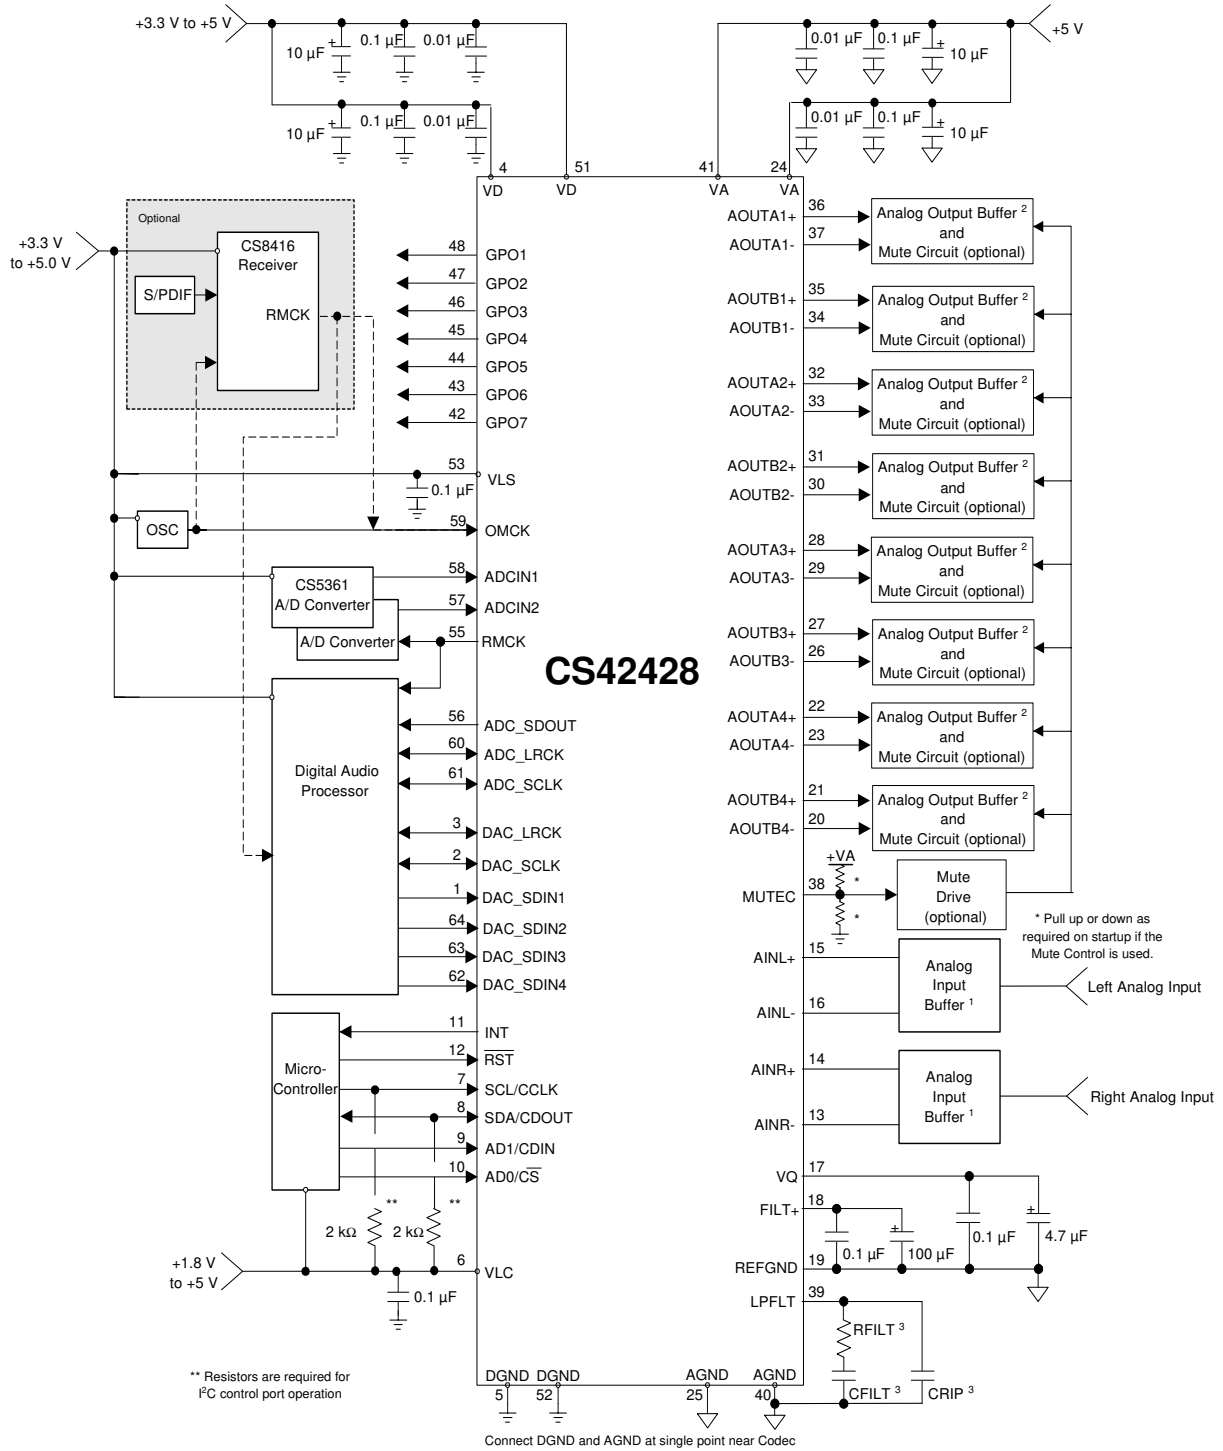 +3.3 V to +5 V
10 µF
0.1 µF
0.01 µF
0.01 µF
0.1 µF
10 µF
+5 V
10 µF
0.1 µF
0.01 µF
0.01 µF
0.1 µF
10 µF
4
51
41
24
VD
VD
VA
VA
Optional
+3.3 V
to +5.0 V
CS8416
Receiver
S/PDIF
RMCK
48
GPO1
47
GPO2
46
GPO3
45
GPO4
44
GPO5
43
GPO6
42
GPO7
53
VLS
0.1 µF
OSC
59
OMCK
CS5361
A/D Converter
A/D Converter
58
ADCIN1
57
ADCIN2
55
RMCK
CS42428
Digital Audio
Processor
56
ADC_SDOUT
60
ADC_LRCK
61
ADC_SCLK
3
DAC_LRCK
2
DAC_SCLK
1
DAC_SDIN1
64
DAC_SDIN2
63
DAC_SDIN3
62
DAC_SDIN4
Micro-
Controller
11
INT
12
RST
7
SCL/CCLK
8
SDA/CDOUT
9
AD1/CDIN
10
AD0/CS
**
**
2 kΩ
2 kΩ
+1.8 V
to +5 V
6
VLC
0.1 µF
** Resistors are required for
I2C control port operation
AOUTA1+
36
AOUTA1-
37
Analog Output Buffer 2
and
Mute Circuit (optional)
AOUTB1+
35
AOUTB1-
34
Analog Output Buffer 2
and
Mute Circuit (optional)
AOUTA2+
32
AOUTA2-
33
Analog Output Buffer 2
and
Mute Circuit (optional)
AOUTB2+
31
AOUTB2-
30
Analog Output Buffer 2
and
Mute Circuit (optional)
AOUTA3+
28
AOUTA3-
29
Analog Output Buffer 2
and
Mute Circuit (optional)
AOUTB3+
27
AOUTB3-
26
Analog Output Buffer 2
and
Mute Circuit (optional)
AOUTA4+
22
AOUTA4-
23
Analog Output Buffer 2
and
Mute Circuit (optional)
AOUTB4+
21
AOUTB4-
20
Analog Output Buffer 2
and
Mute Circuit (optional)
+VA
*
MUTEC
38
*
Mute
Drive
(optional)
* Pull up or down as
required on startup if the
Mute Control is used.
AINL+
15
AINL-
16
Analog
Input
Buffer 1
Left Analog Input
AINR+
14
AINR-
13
Analog
Input
Buffer 1
Right Analog Input
VQ
17
FILT+
18
0.1 µF
100 µF
0.1 µF
4.7 µF
REFGND
19
LPFLT
39
RFILT 3
CFILT 3
CRIP 3
DGND
DGND
AGND
AGND
5
52
25
40
Connect DGND and AGND at single point near Codec